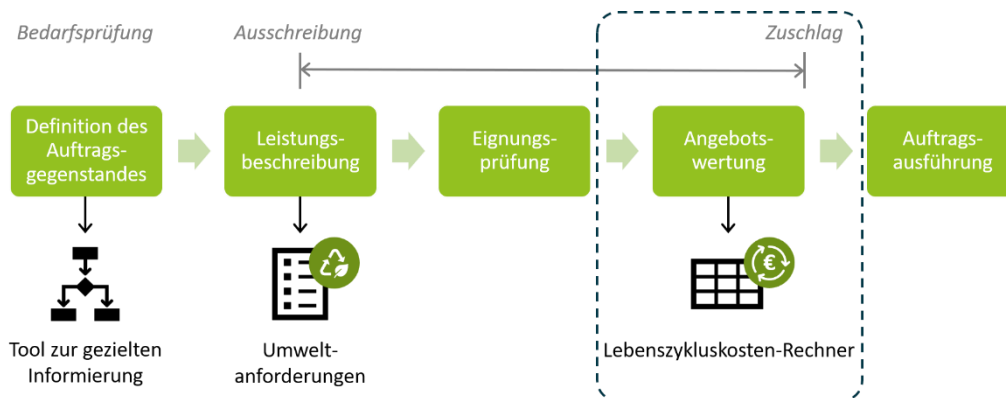 Bedarfsprüfung
Ausschreibung
Zuschlag
Definition des
Auftrags-
gegenstandes
Leistungs-
beschreibung
Eignungs-
prüfung
Angebots-
wertung
Auftrags-
ausführung
€
Tool zur gezielten
Informierung
Umwelt-
anforderungen
Lebenszykluskosten-Rechner